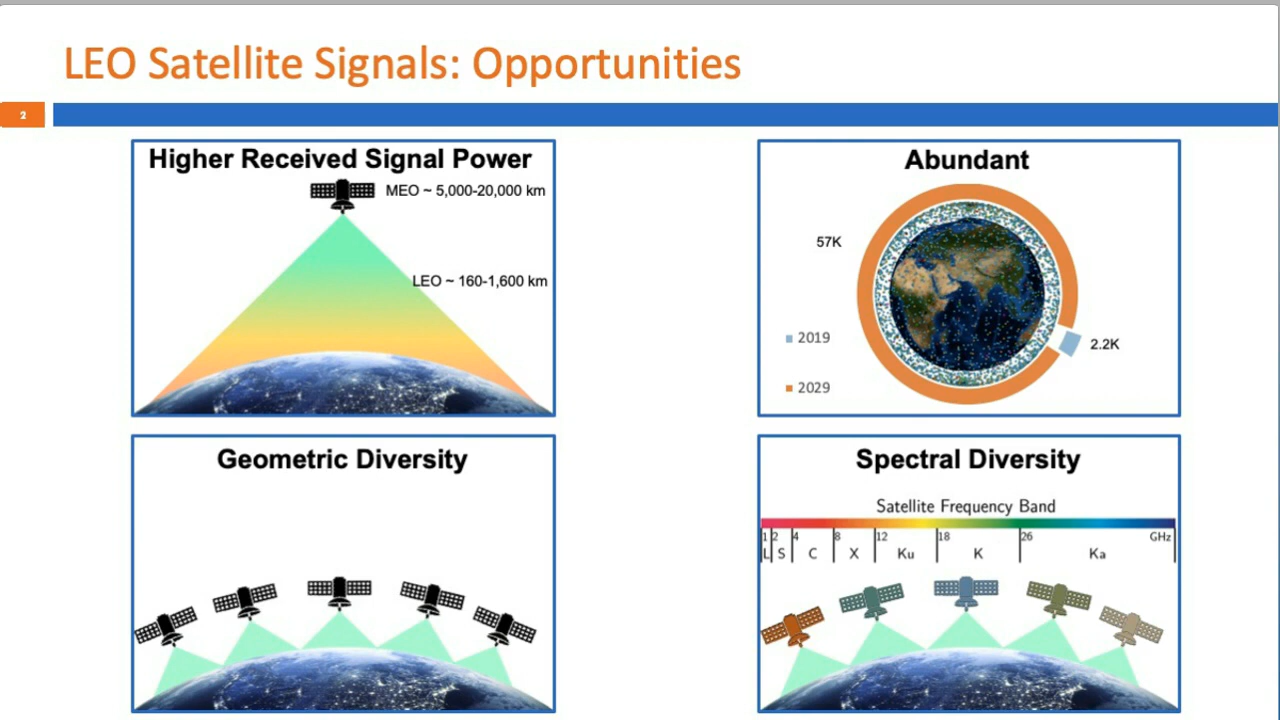 LEO Satellite Signals: Opportunities
2
Higher Received Signal Power
MEO ~ 5,000-20,000 km
LEO ~ 160-1,600 km
Abundant
57K
2019
2.2K
2029
Geometric Diversity
Spectral Diversity
Satellite Frequency Band
1 2 4 8 12 18 26 GHz
L S C X Ku K Ka